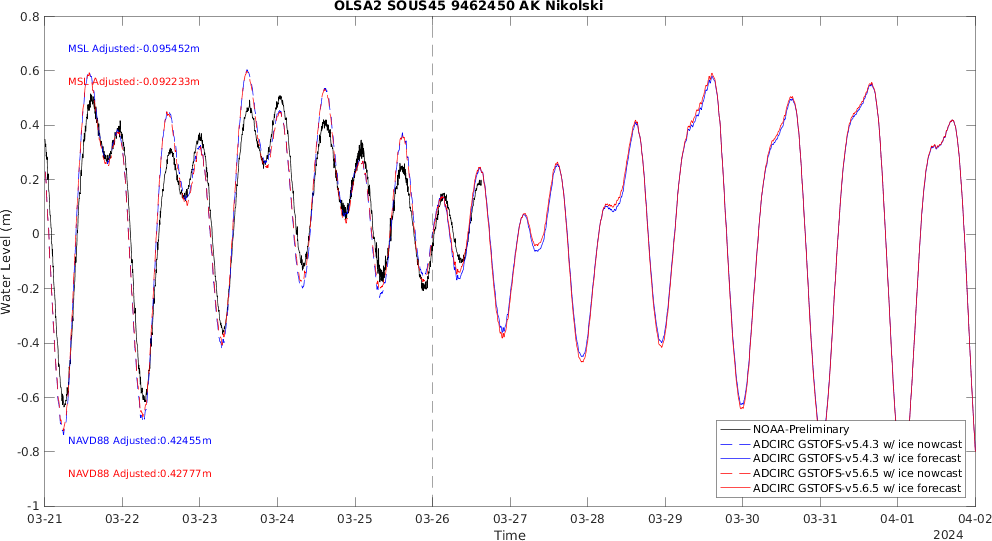 OLSA2 SOUS45 9462450 AK Nikolski
0.8
0.6
0.4
0.2
0
-0.2
-0.4
-0.6
-0.8
-1
Water Level (m)
MSL Adjusted:-0.095452m
MSL Adjusted:-0.092233m
NAVD88 Adjusted:0.42455m
NAVD88 Adjusted:0.42777m
NOAA-Preliminary
ADCIRC GSTOFS-v5.4.3 w/ ice nowcast
ADCIRC GSTOFS-v5.4.3 w/ ice forecast
ADCIRC GSTOFS-v5.6.5 w/ ice nowcast
ADCIRC GSTOFS-v5.6.5 w/ ice forecast
03-21 03-22 03-23 03-24 03-25 03-26 03-27 03-28 03-29 03-30 03-31 04-01 04-02
Time
2024